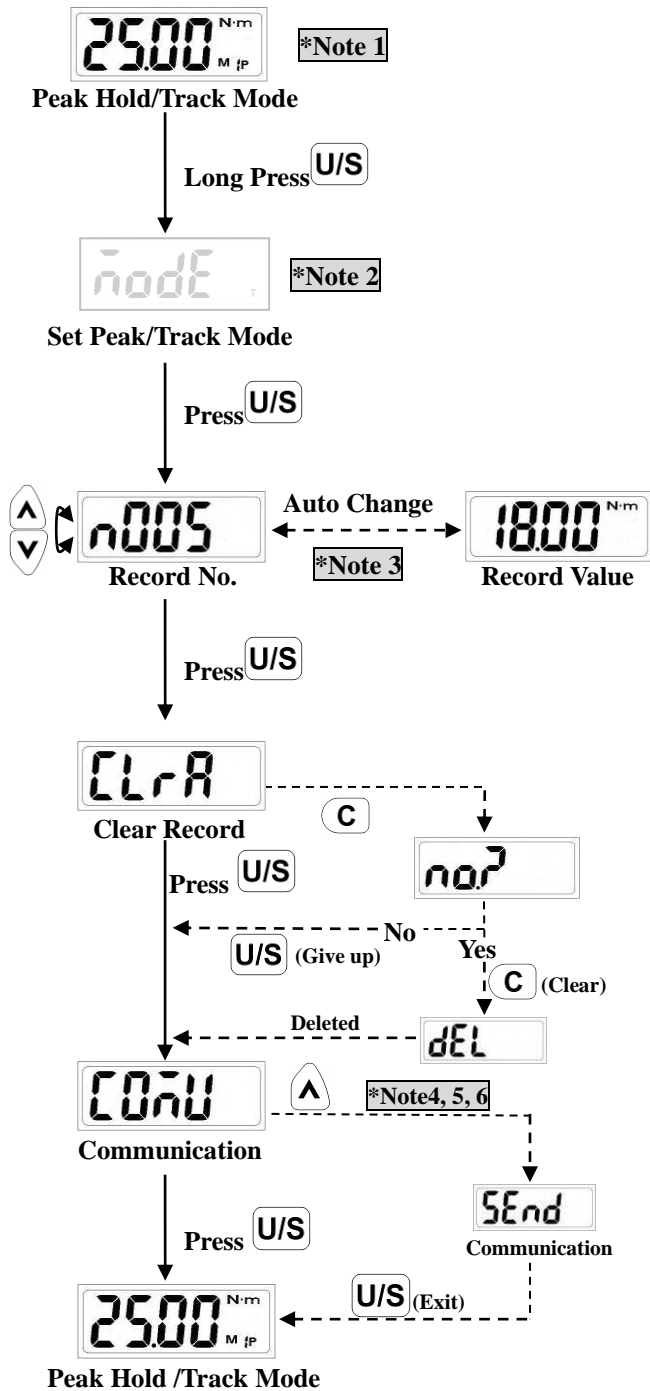 25.00 N·m
M P
*Note 1
Peak Hold/Track Mode
Long Press U/S
modE T
*Note 2
Set Peak/Track Mode
Press U/S
n005
Auto Change
18.00 N·m
*Note 3
Record No.
Record Value
Press U/S
CLrA
C
Clear Record
no.?
Press U/S
No
Yes
U/S (Give up)
C (Clear)
Deleted
dEL
COmU
*Note4, 5, 6
Communication
SEnd
Communication
Press U/S
U/S (Exit)
25.00 N·m
M P
Peak Hold /Track Mode